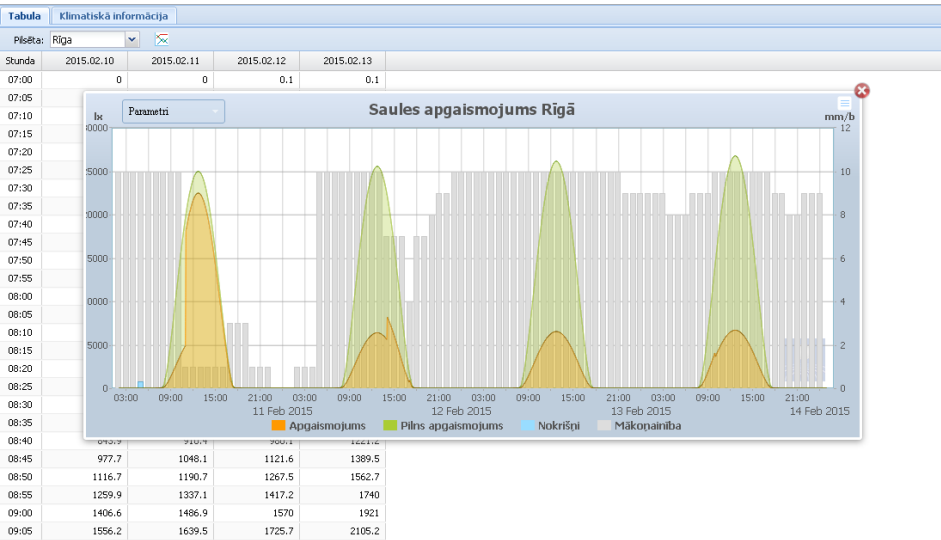 Tabula Klimatiskā informācija
Pilsēta: Rīga
Stunda 2015.02.10 2015.02.11 2015.02.12 2015.02.13
07:00 0 0 0.1 0.1
07:05
07:10
07:15
07:20
07:25
07:30
07:35
07:40
07:45
07:50
07:55
08:00
08:05
08:10
08:15
08:20
08:25
08:30
08:35
08:40
Parametri
Saules apgaismojums Rīgā
lx mm/b
12
10
8
6
5000 4
5000 2
0 0
03:00 09:00 15:00 21:00 03:00 09:00 15:00 21:00 03:00 09:00 15:00 21:00 03:00 09:00 15:00 21:00
11 Feb 2015 12 Feb 2015 13 Feb 2015 14 Feb 2015
Apgaismojums Pilns apgaismojums Nokrišņi Mākoņainība
08:45 977.7 1048.1 1121.6 1389.5
08:50 1116.7 1190.7 1267.5 1562.7
08:55 1259.9 1337.1 1417.2 1740
09:00 1406.6 1486.9 1570 1921
09:05 1556.2 1639.5 1725.7 2105.2